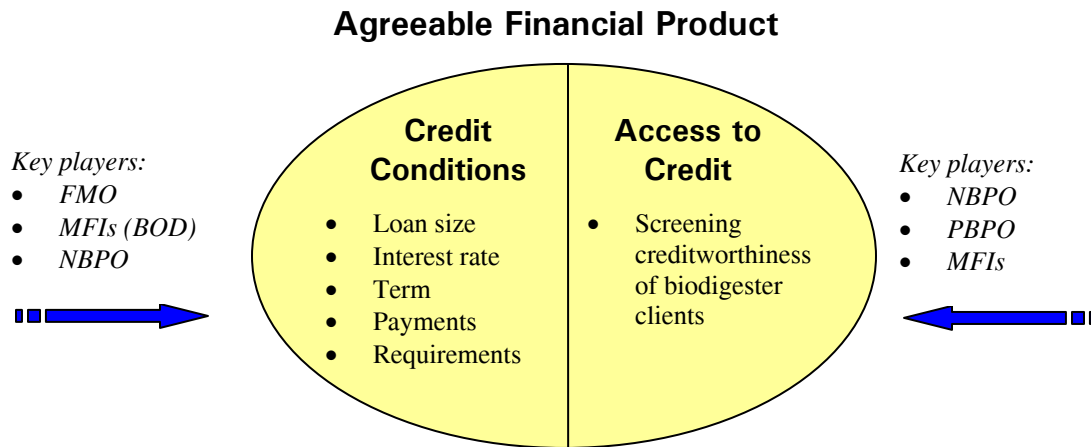 Agreeable Financial Product
Key players:
• FMO
• MFIs (BOD)
• NBPO
Credit
Conditions
• Loan size
• Interest rate
• Term
• Payments
• Requirements
Access to
Credit
• Screening
creditworthiness
of biodigester
clients
Key players:
• NBPO
• PBPO
• MFIs